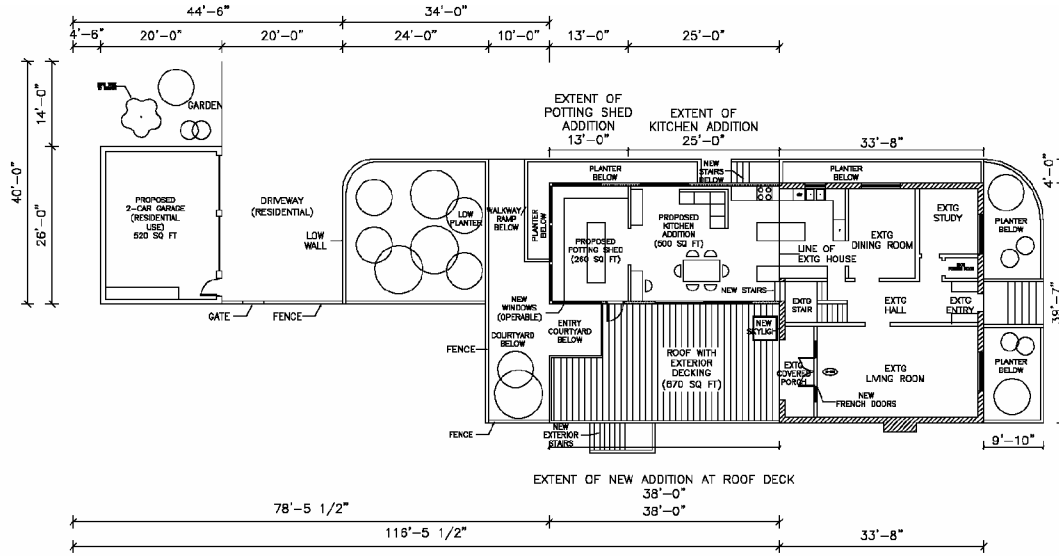 44'-6"
34'-0"
4'-6"
20'-0"
20'-0"
24'-0"
10'-0"
13'-0"
25'-0"
14'-0"
40'-0"
26'-0"
GARDEN
EXTENT OF
POTTING SHED
ADDITION
13'-0"
EXTENT OF
KITCHEN ADDITION
25'-0"
33'-8"
4'-0"
PROPOSED
2-CAR GARAGE
(RESIDENTIAL
USE)
520 SQ FT
DRIVEWAY
(RESIDENTIAL)
LOW
WALL
LOW
PLANTER
WALKWAY/
RAMP
BELOW
PLANTER
BELOW
PLANTER
BELOW
NEW
STAIRS
BELOW
PLANTER
BELOW
PROPOSED
POTTING SHED
(260 SQ FT)
PROPOSED
KITCHEN
ADDITION
(500 SQ FT)
LINE OF
EXTG HOUSE
EXTG
DINING ROOM
EXTG
STUDY
PLANTER
BELOW
NEW STAIRS
EXTG
STAIR
EXTG
HALL
EXTG
ENTRY
39'-7"
GATE
FENCE
NEW
WINDOWS
(OPERABLE)
COURTYARD
BELOW
ENTRY
COURTYARD
BELOW
FENCE
NEW
SKYLIGH
ROOF WITH
EXTERIOR
DECKING
(670 SQ FT)
EXTG
COVERED
PORCH
EXTG
LIVING ROOM
NEW
FRENCH DOORS
PLANTER
BELOW
FENCE
NEW
EXTERIOR
STAIRS
9'-10"
EXTENT OF NEW ADDITION AT ROOF DECK
38'-0"
78'-5 1/2"
38'-0"
116'-5 1/2"
33'-8"